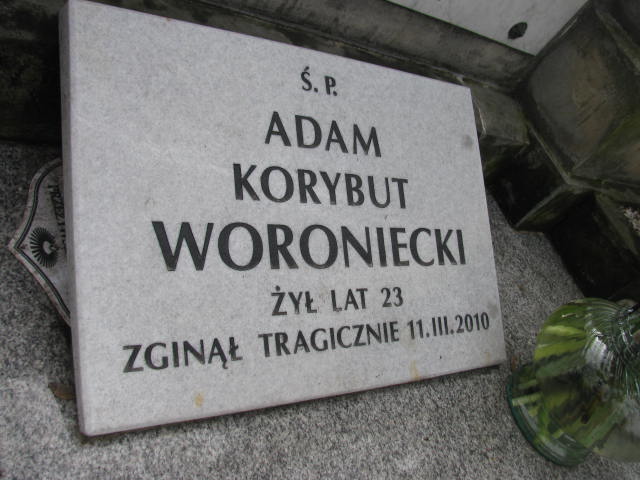 Ś. P.
ADAM
KORYBUT
WORONIECKI
ŻYŁ LAT 23
ZGINĄŁ TRAGICZNIE 11.III.2010